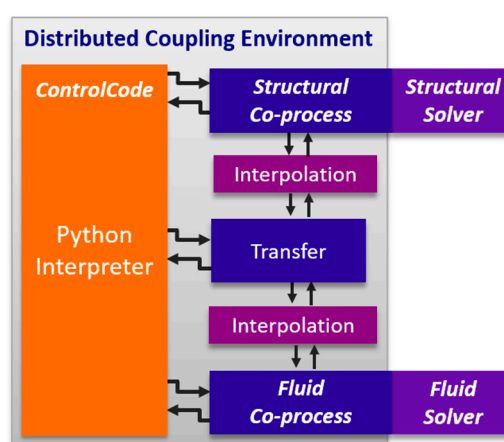 Distributed Coupling Environment
ControlCode
Structural
Co-process
Structural
Solver
Interpolation
Python
Interpreter
Transfer
Interpolation
Fluid
Co-process
Fluid
Solver